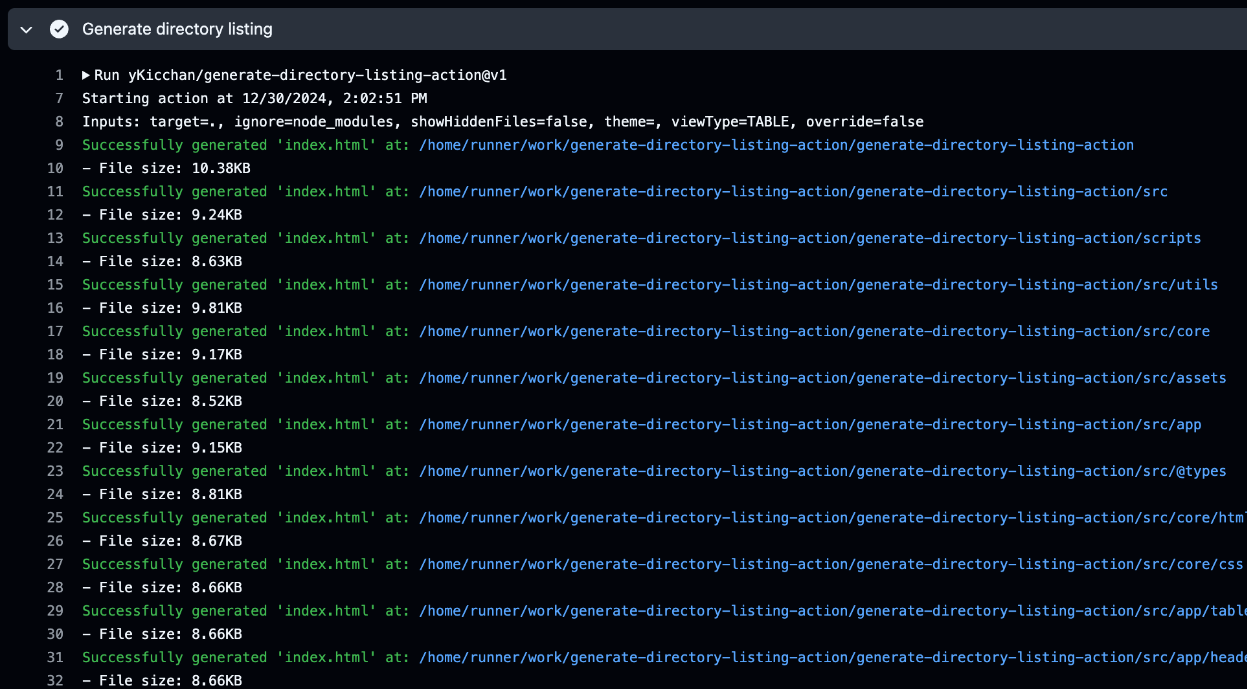 Generate directory listing
1 Run yKicchan/generate-directory-listing-action@v1
7 Starting action at 12/30/2024, 2:02:51 PM
8 Inputs: target=., ignore=node_modules, showHiddenFiles=false, theme=, viewType=TABLE, override=false
9 Successfully generated 'index.html' at: /home/runner/work/generate-directory-listing-action/generate-directory-listing-action
10 - File size: 10.38KB
11 Successfully generated 'index.html' at: /home/runner/work/generate-directory-listing-action/generate-directory-listing-action/src
12 - File size: 9.24KB
13 Successfully generated 'index.html' at: /home/runner/work/generate-directory-listing-action/generate-directory-listing-action/scripts
14 - File size: 8.63KB
15 Successfully generated 'index.html' at: /home/runner/work/generate-directory-listing-action/generate-directory-listing-action/src/utils
16 - File size: 9.81KB
17 Successfully generated 'index.html' at: /home/runner/work/generate-directory-listing-action/generate-directory-listing-action/src/core
18 - File size: 9.17KB
19 Successfully generated 'index.html' at: /home/runner/work/generate-directory-listing-action/generate-directory-listing-action/src/assets
20 - File size: 8.52KB
21 Successfully generated 'index.html' at: /home/runner/work/generate-directory-listing-action/generate-directory-listing-action/src/app
22 - File size: 9.15KB
23 Successfully generated 'index.html' at: /home/runner/work/generate-directory-listing-action/generate-directory-listing-action/src/@types
24 - File size: 8.81KB
25 Successfully generated 'index.html' at: /home/runner/work/generate-directory-listing-action/generate-directory-listing-action/src/core/html
26 - File size: 8.67KB
27 Successfully generated 'index.html' at: /home/runner/work/generate-directory-listing-action/generate-directory-listing-action/src/core/css
28 - File size: 8.66KB
29 Successfully generated 'index.html' at: /home/runner/work/generate-directory-listing-action/generate-directory-listing-action/src/app/table
30 - File size: 8.66KB
31 Successfully generated 'index.html' at: /home/runner/work/generate-directory-listing-action/generate-directory-listing-action/src/app/heade
32 - File size: 8.66KB